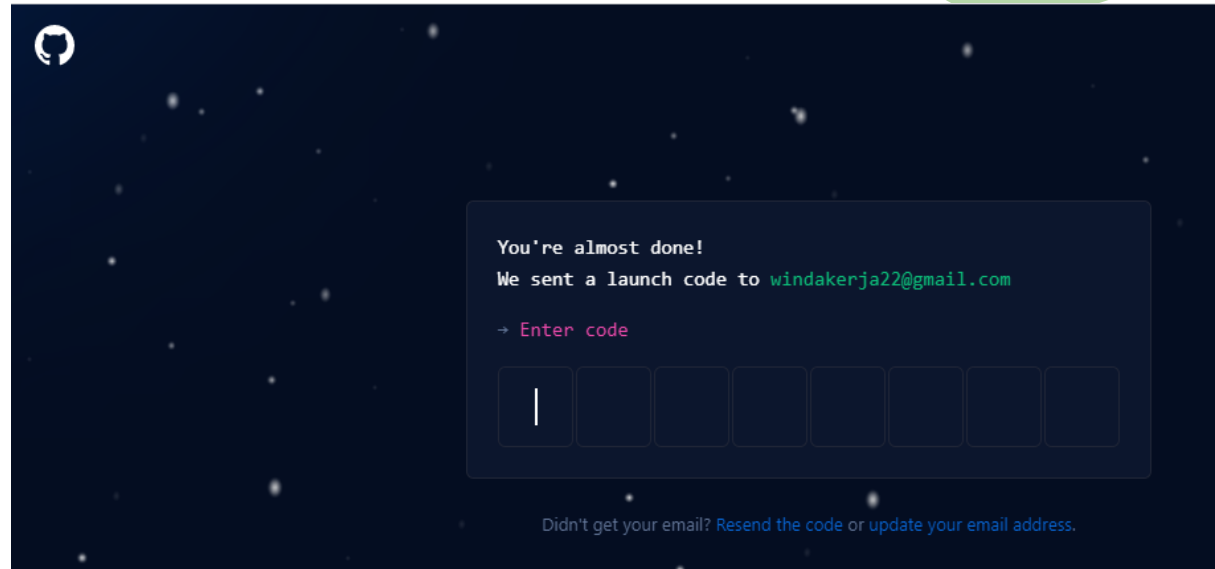 You're almost done!
We sent a launch code to windakerja22@gmail.com
→ Enter code
Didn't get your email? Resend the code or update your email address.